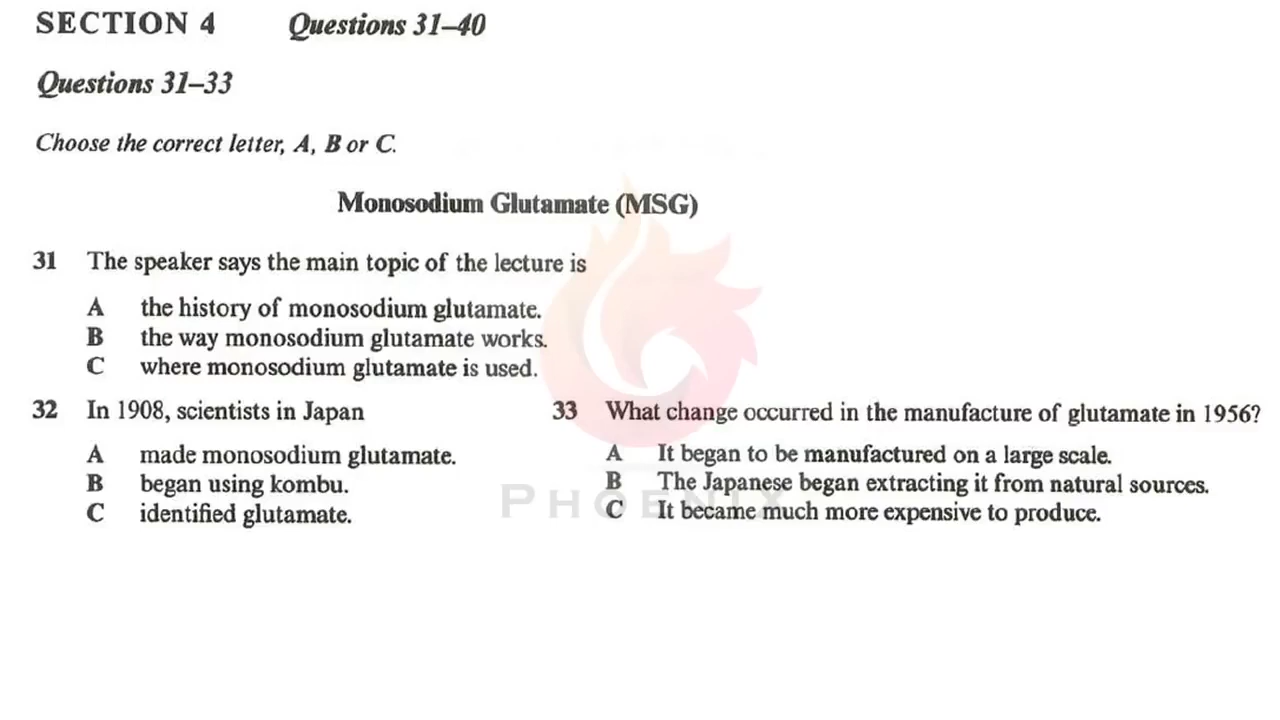 SECTION 4 Questions 31–40
Questions 31–33
Choose the correct letter, A, B or C.
Monosodium Glutamate (MSG)
31 The speaker says the main topic of the lecture is
A the history of monosodium glutamate.
B the way monosodium glutamate works.
C where monosodium glutamate is used.
32 In 1908, scientists in Japan
A made monosodium glutamate.
B began using kombu.
C identified glutamate.
33 What change occurred in the manufacture of glutamate in 1956?
A It began to be manufactured on a large scale.
B The Japanese began extracting it from natural sources.
C It became much more expensive to produce.
PHOENIX